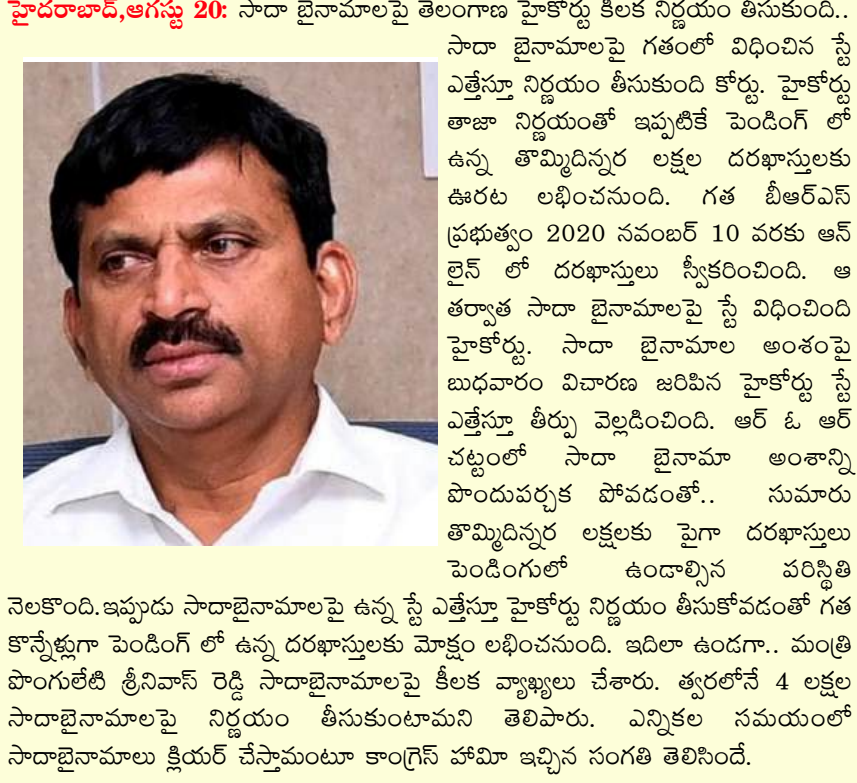 హైదరాబాద్,ఆగస్టు 20: సాదా బైనామాలపై తెలంగాణ హైకోర్టు కీలక నిర్ణయం తీసుకుంది..
సాదా బైనామాలపై గతంలో విధించిన స్టే
ఎత్తేస్తూ నిర్ణయం తీసుకుంది కోర్టు. హైకోర్టు
తాజా నిర్ణయంతో ఇప్పటికే పెండింగ్ లో
ఉన్న తొమ్మిదిన్నర లక్షల దరఖాస్తులకు
ఊరట లభించనుంది. గత బీఆర్ఎస్
ప్రభుత్వం 2020 నవంబర్ 10 వరకు ఆన్
లైన్ లో దరఖాస్తులు స్వీకరించింది. ఆ
తర్వాత సాదా బైనామాలపై స్టే విధించింది
హైకోర్టు. సాదా బైనామాల అంశంపై
బుధవారం విచారణ జరిపిన హైకోర్టు స్టే
ఎత్తేస్తూ తీర్పు వెల్లడించింది. ఆర్ ఓ ఆర్
చట్టంలో సాదా బైనామా అంశాన్ని
పొందుపర్చక పోవడంతో.. సుమారు
తొమ్మిదిన్నర లక్షలకు పైగా దరఖాస్తులు
పెండింగులో ఉండాల్సిన పరిస్థితి
నెలకొంది.ఇప్పుడు సాదాబైనామాలపై ఉన్న స్టే ఎత్తేస్తూ హైకోర్టు నిర్ణయం తీసుకోవడంతో గత
కొన్నేళ్లుగా పెండింగ్ లో ఉన్న దరఖాస్తులకు మోక్షం లభించనుంది. ఇదిలా ఉండగా.. మంత్రి
పొంగులేటి శ్రీనివాస్ రెడ్డి సాదాబైనామాలపై కీలక వ్యాఖ్యలు చేశారు. త్వరలోనే 4 లక్షల
సాదాబైనామాలపై నిర్ణయం తీసుకుంటామని తెలిపారు. ఎన్నికల సమయంలో
సాదాబైనామాలు క్లియర్ చేస్తామంటూ కాంగ్రెస్ హామీ ఇచ్చిన సంగతి తెలిసిందే.